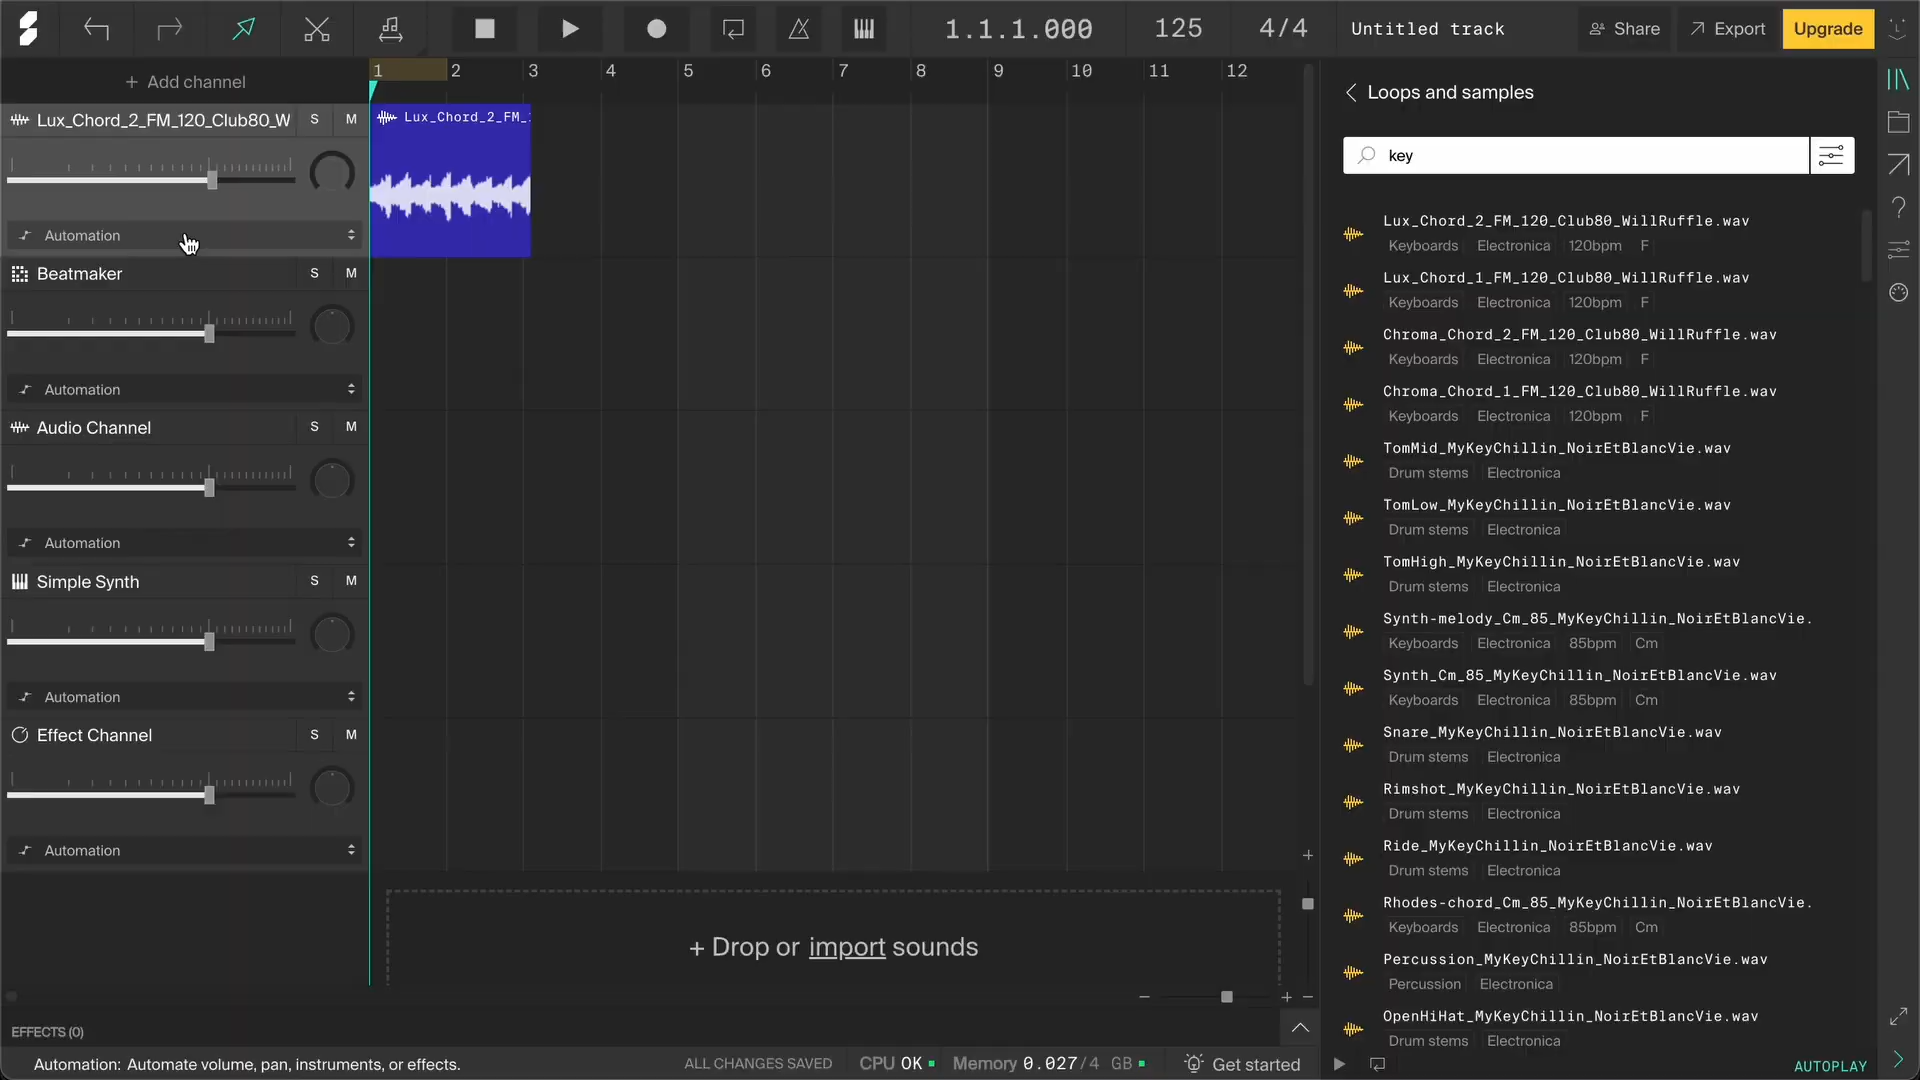 1.1.1.000
125
4/4
Untitled track
Share
Export
Upgrade
+ Add channel
1 2 3 4 5 6 7 8 9 10 11 12
Lux_Chord_2_FM_120_Club80_W S M
Automation
Beatmaker S M
Automation
Audio Channel S M
Automation
Simple Synth S M
Automation
Effect Channel S M
Automation
Lux_Chord_2_FM_1
+ Drop or import sounds
EFFECTS (0)
Automation: Automate volume, pan, instruments, or effects.
ALL CHANGES SAVED
CPU OK
Memory 0.027/4 GB
Get started
Loops and samples
key
Lux_Chord_2_FM_120_Club80_WillRuffle.wav
Keyboards Electronica 120bpm F
Lux_Chord_1_FM_120_Club80_WillRuffle.wav
Keyboards Electronica 120bpm F
Chroma_Chord_2_FM_120_Club80_WillRuffle.wav
Keyboards Electronica 120bpm F
Chroma_Chord_1_FM_120_Club80_WillRuffle.wav
Keyboards Electronica 120bpm F
TomMid_MyKeyChillin_NoirEtBlancVie.wav
Drum stems Electronica
TomLow_MyKeyChillin_NoirEtBlancVie.wav
Drum stems Electronica
TomHigh_MyKeyChillin_NoirEtBlancVie.wav
Drum stems Electronica
Synth-melody_Cm_85_MyKeyChillin_NoirEtBlancVie.
Keyboards Electronica 85bpm Cm
Synth_Cm_85_MyKeyChillin_NoirEtBlancVie.wav
Keyboards Electronica 85bpm Cm
Snare_MyKeyChillin_NoirEtBlancVie.wav
Drum stems Electronica
Rimshot_MyKeyChillin_NoirEtBlancVie.wav
Drum stems Electronica
Ride_MyKeyChillin_NoirEtBlancVie.wav
Drum stems Electronica
Rhodes-chord_Cm_85_MyKeyChillin_NoirEtBlancVie.
Keyboards Electronica 85bpm Cm
Percussion_MyKeyChillin_NoirEtBlancVie.wav
Percussion Electronica
OpenHiHat_MyKeyChillin_NoirEtBlancVie.wav
Drum stems Electronica
AUTOPLAY